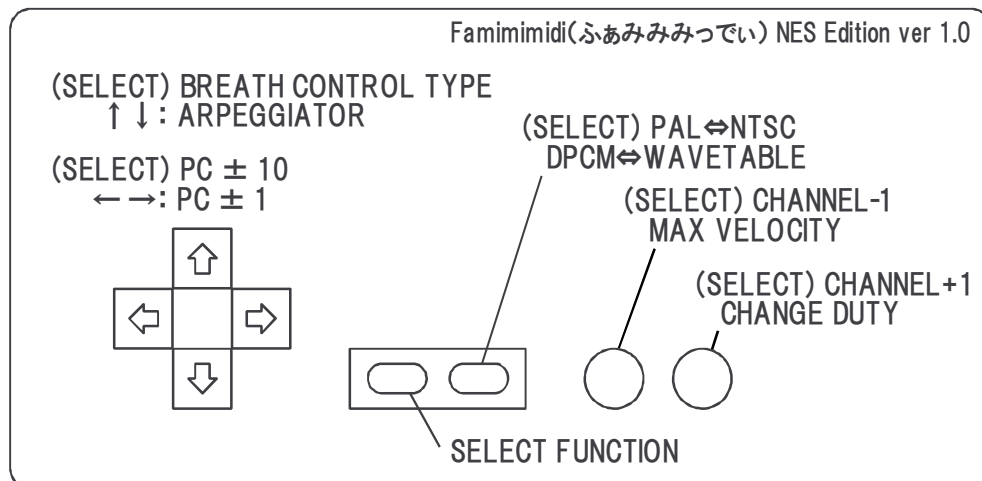 Famimimidi(ふぁみみみっでぃ) NES Edition ver 1.0
(SELECT) BREATH CONTROL TYPE
↑ ↓: ARPEGGIATOR
(SELECT) PC ± 10
← →: PC ± 1
(SELECT) PAL⇔NTSC
DPCM⇔WAVETABLE
(SELECT) CHANNEL-1
MAX VELOCITY
(SELECT) CHANNEL+1
CHANGE DUTY
SELECT FUNCTION